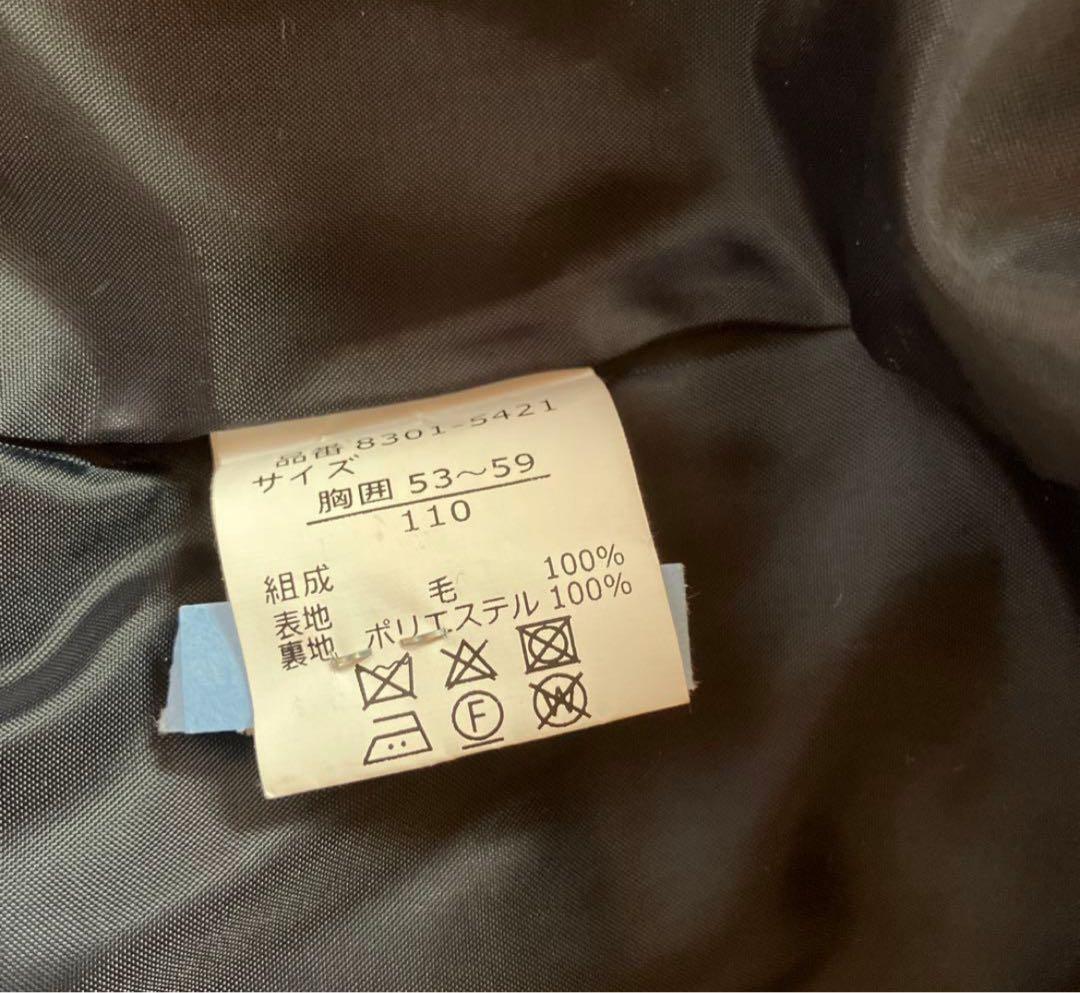 品番 8301-5421
サイズ
胸囲 53～59
110
組成
表地 毛 100%
裏地 ポリエステル 100%
F
W